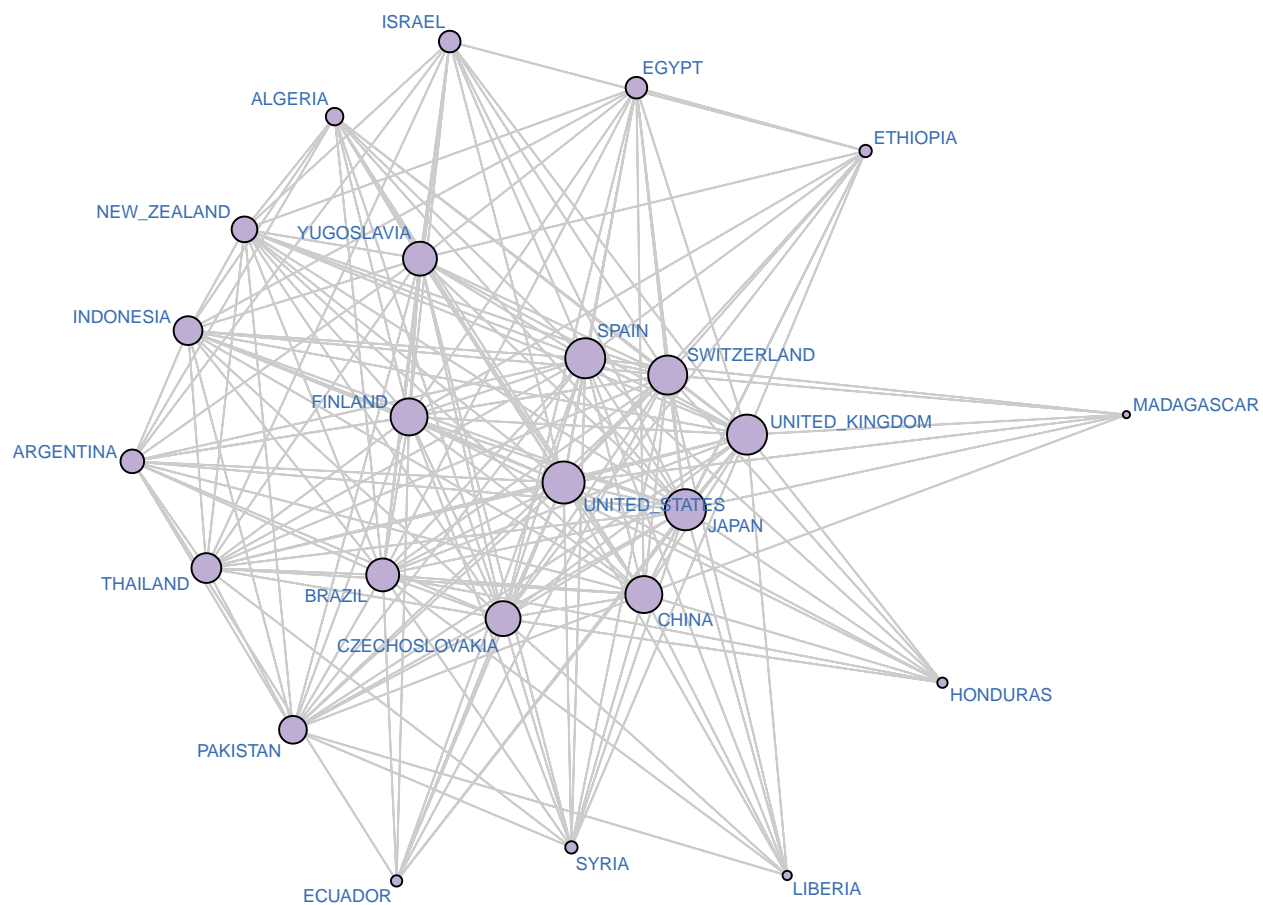 ISRAEL
EGYPT
ALGERIA
ETHIOPIA
NEW_ZEALAND
YUGOSLAVIA
INDONESIA
SPAIN
SWITZERLAND
FINLAND
MADAGASCAR
UNITED_KINGDOM
ARGENTINA
UNITED_STATES
JAPAN
THAILAND
BRAZIL
CHINA
CZECHOSLOVAKIA
HONDURAS
PAKISTAN
SYRIA
LIBERIA
ECUADOR